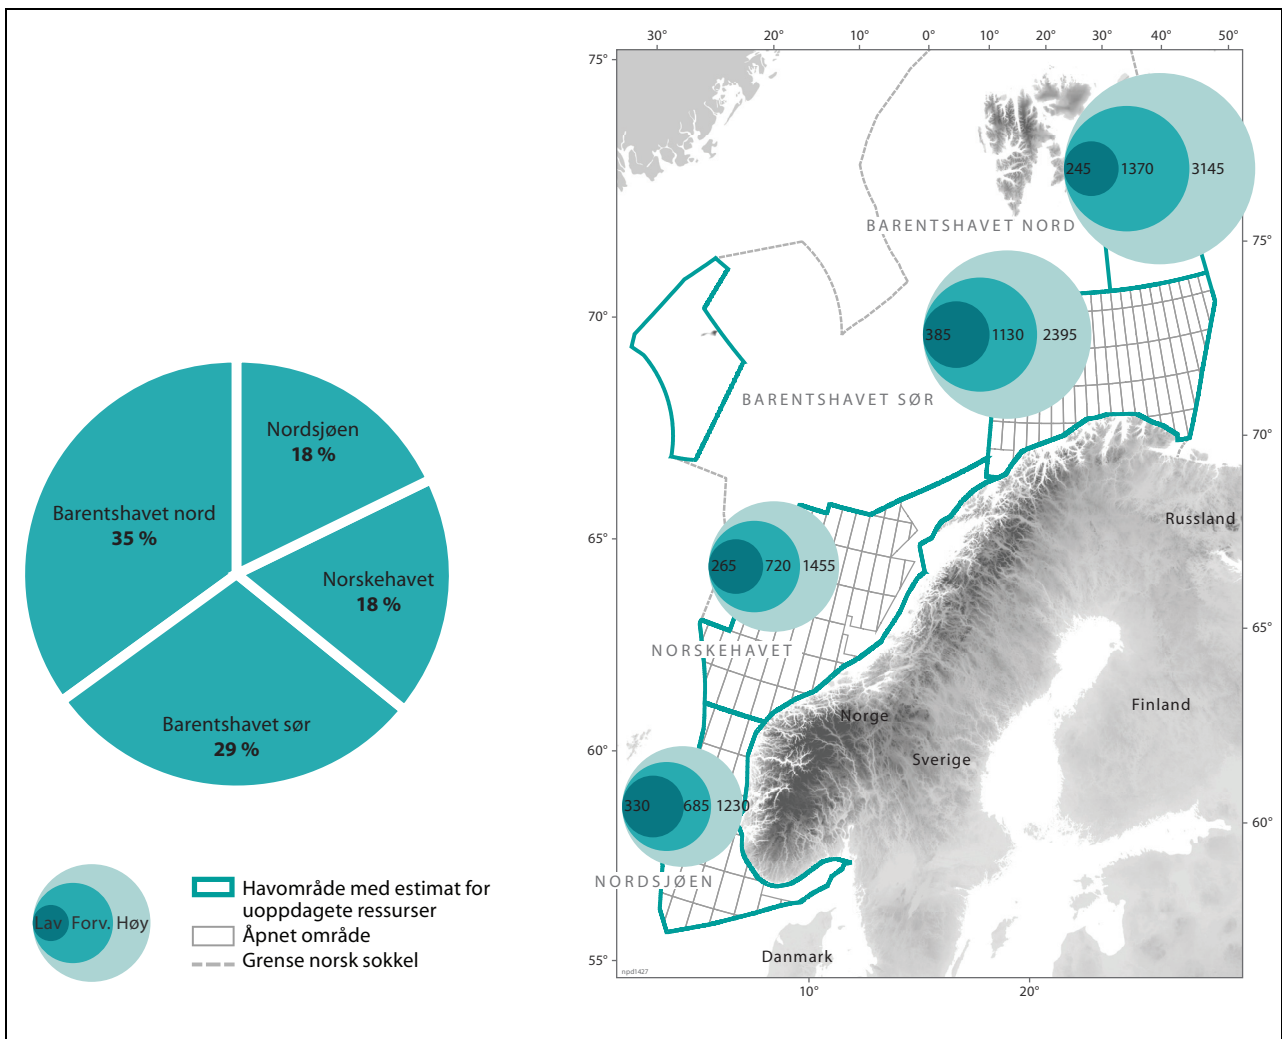 Nordsjøen
18 %
Barentshavet nord
35 %
Norskehavet
18 %
Barentshavet sør
29 %
Lav Forv. Høy
Havområde med estimat for
uoppdagete ressurser
Åpnet område
Grense norsk sokkel
30° 20° 10° 0° 10° 20° 30° 40° 50°
75°
245 1370 3145
BARENTSHAVET NORD
75°
70°
385 1130 2395
BARENTSHAVET SØR
70°
Russland
65°
265 720 1455
65°
NORSKEHAVET
Norge
Finland
Sverige
60°
330 685 1230
60°
NORDSJØEN
Danmark
55°
npd1427
10° 20°